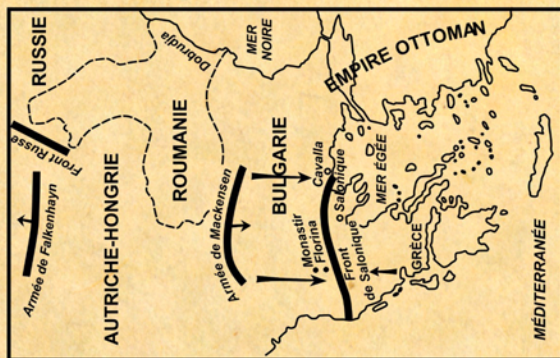 RUSSIE
Front Russe
Armée de Falkenhayn
AUTRICHE-HONGRIE
ROUMANIE
Dobrudja
MER
NOIRE
Armée de Mackensen
BULGARIE
EMPIRE OTTOMAN
Cavalla
Salonique
MER ÉGÉE
Monastir
Florina
Front
de Salonique
GRÈCE
MÉDITERRANÉE